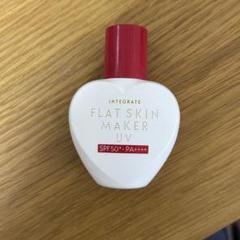 INTEGRATE
FLAT SKIN
MAKER
UV
SPF50+・PA++++